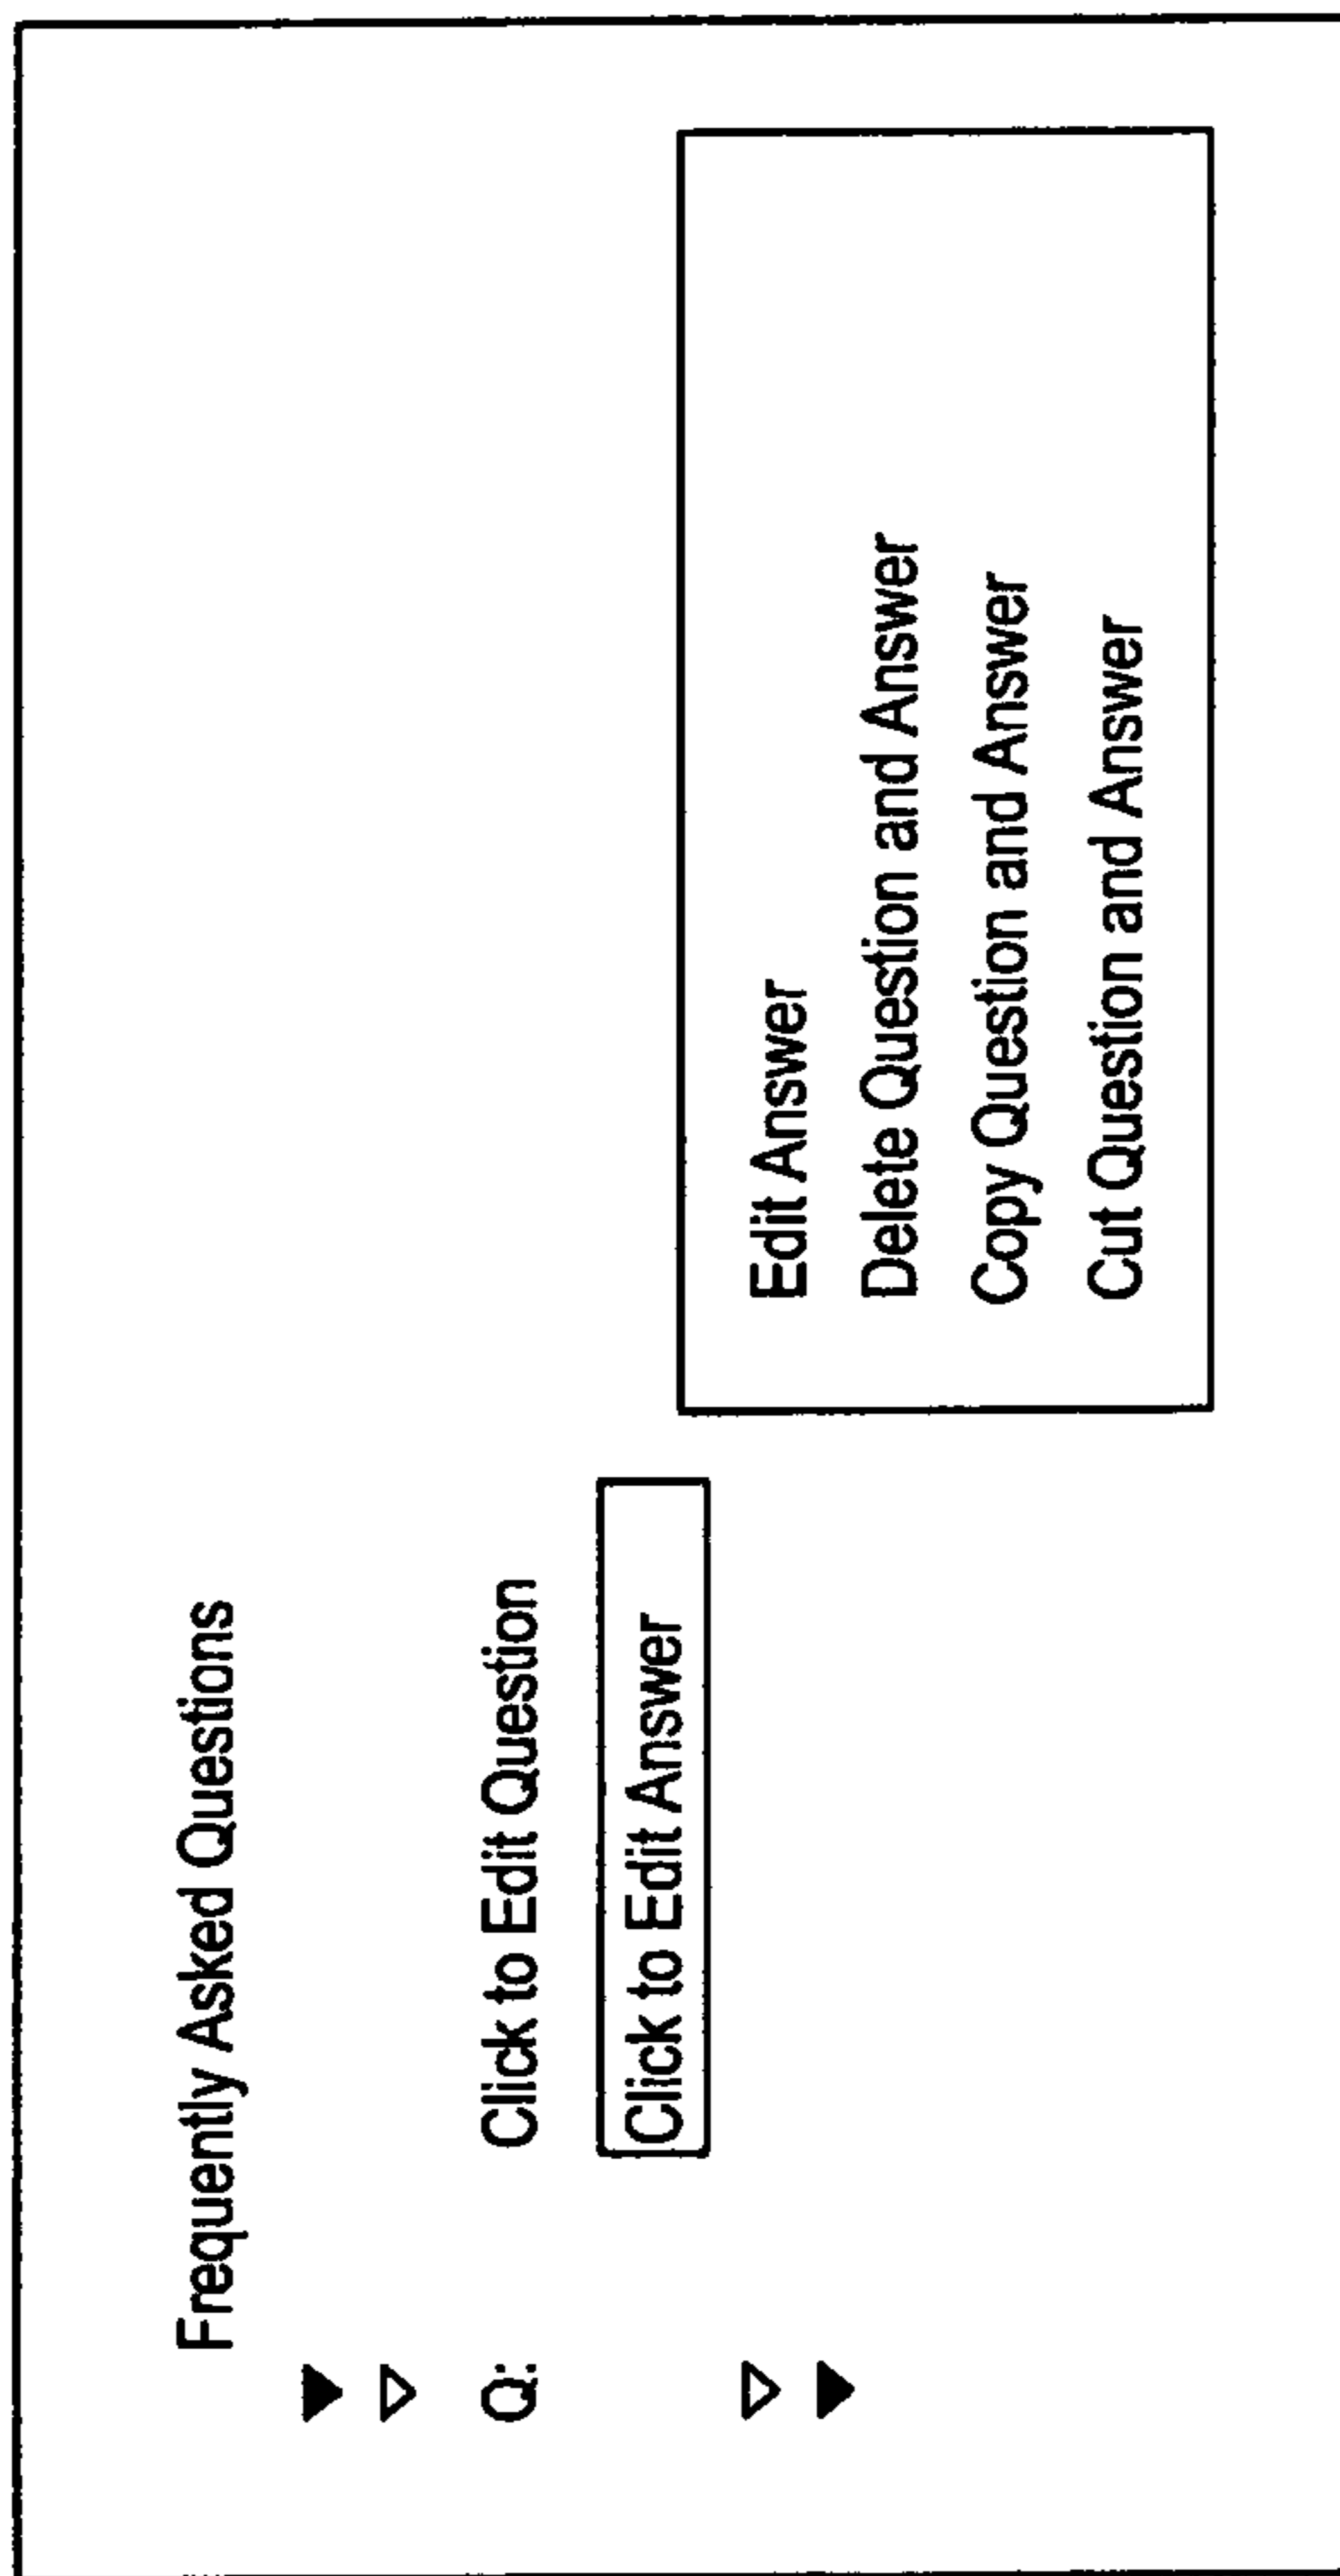 Frequently Asked Questions
Q: Click to Edit Question
Click to Edit Answer
Edit Answer
Delete Question and Answer
Copy Question and Answer
Cut Question and Answer